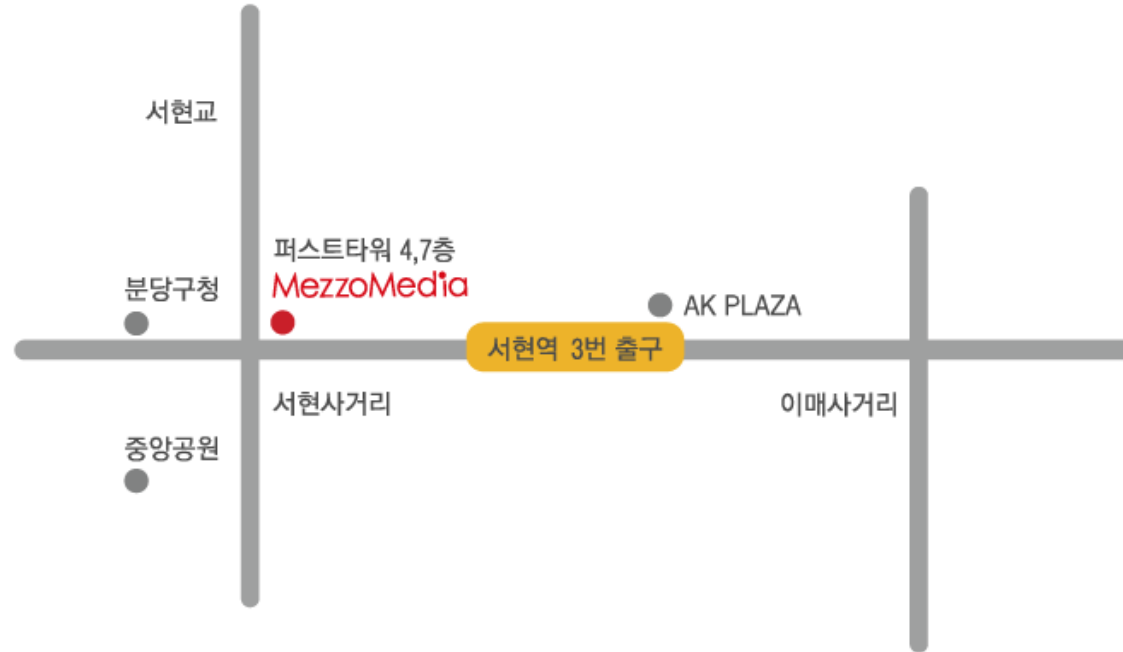 서현교
퍼스트타워 4,7층
MezzoMedia
분당구청
AK PLAZA
서현역 3번 출구
서현사거리
이매사거리
중앙공원